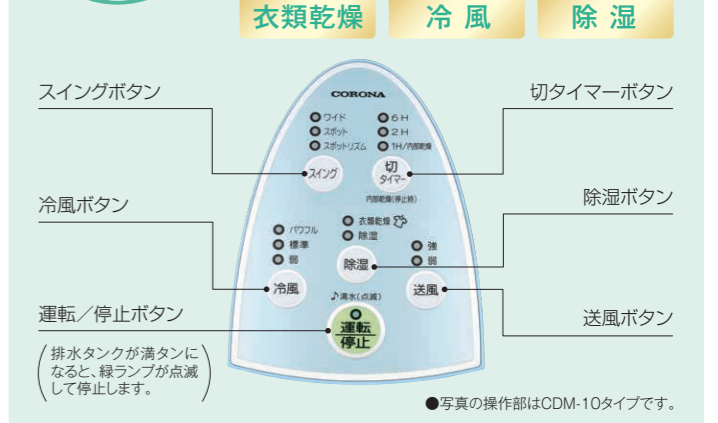 衣類乾燥
冷風
除湿
スイングボタン
切タイマーボタン
CORONA
ワイド
スポット
スポットリズム
6H
2H
1H/内部乾燥
スイング
切
タイマー
内部乾燥(停止時)
冷風ボタン
除湿ボタン
パワフル
標準
弱
衣類乾燥
除湿
強
弱
冷風
除湿
送風
♪満水(点滅)
運転
停止
運転/停止ボタン
送風ボタン
(排水タンクが満タンに
なると、緑ランプが点滅
して停止します。)
●写真の操作部はCDM-10タイプです。